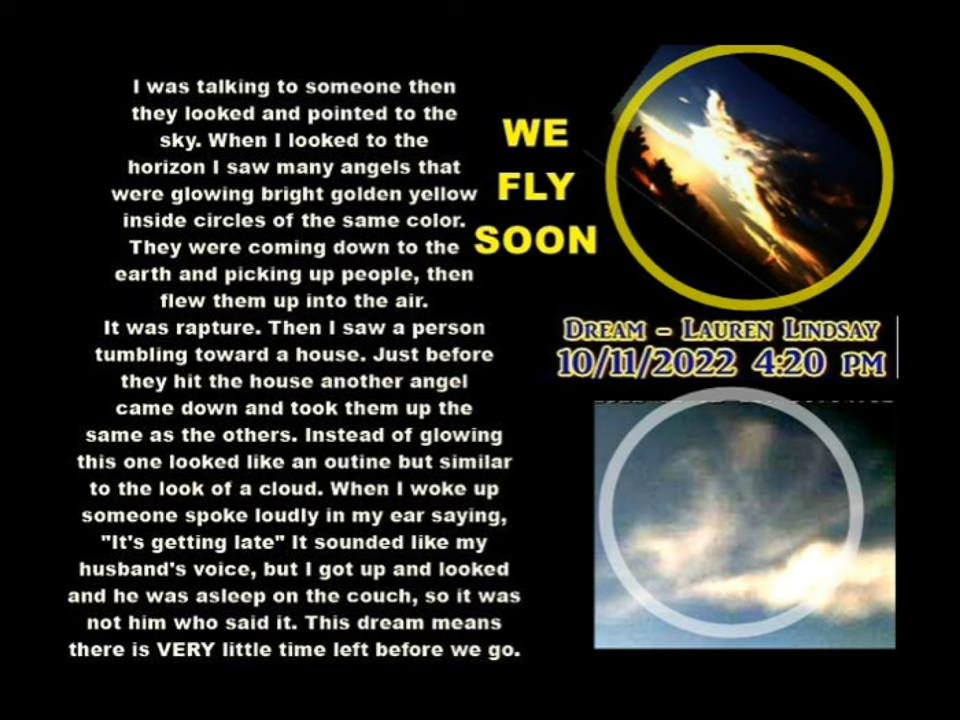 I was talking to someone then
they looked and pointed to the
sky. When I looked to the
horizon I saw many angels that
were glowing bright golden yellow
inside circles of the same color.
They were coming down to the
earth and picking up people, then
flew them up into the air.
It was rapture. Then I saw a person
tumbling toward a house. Just before
they hit the house another angel
came down and took them up the
same as the others. Instead of glowing
this one looked like an outine but similar
to the look of a cloud. When I woke up
someone spoke loudly in my ear saying,
"It's getting late" It sounded like my
husband's voice, but I got up and looked
and he was asleep on the couch, so it was
not him who said it. This dream means
there is VERY little time left before we go.
WE
FLY
SOON
DREAM - LAUREN LINDSAY
10/11/2022 4:20 PM